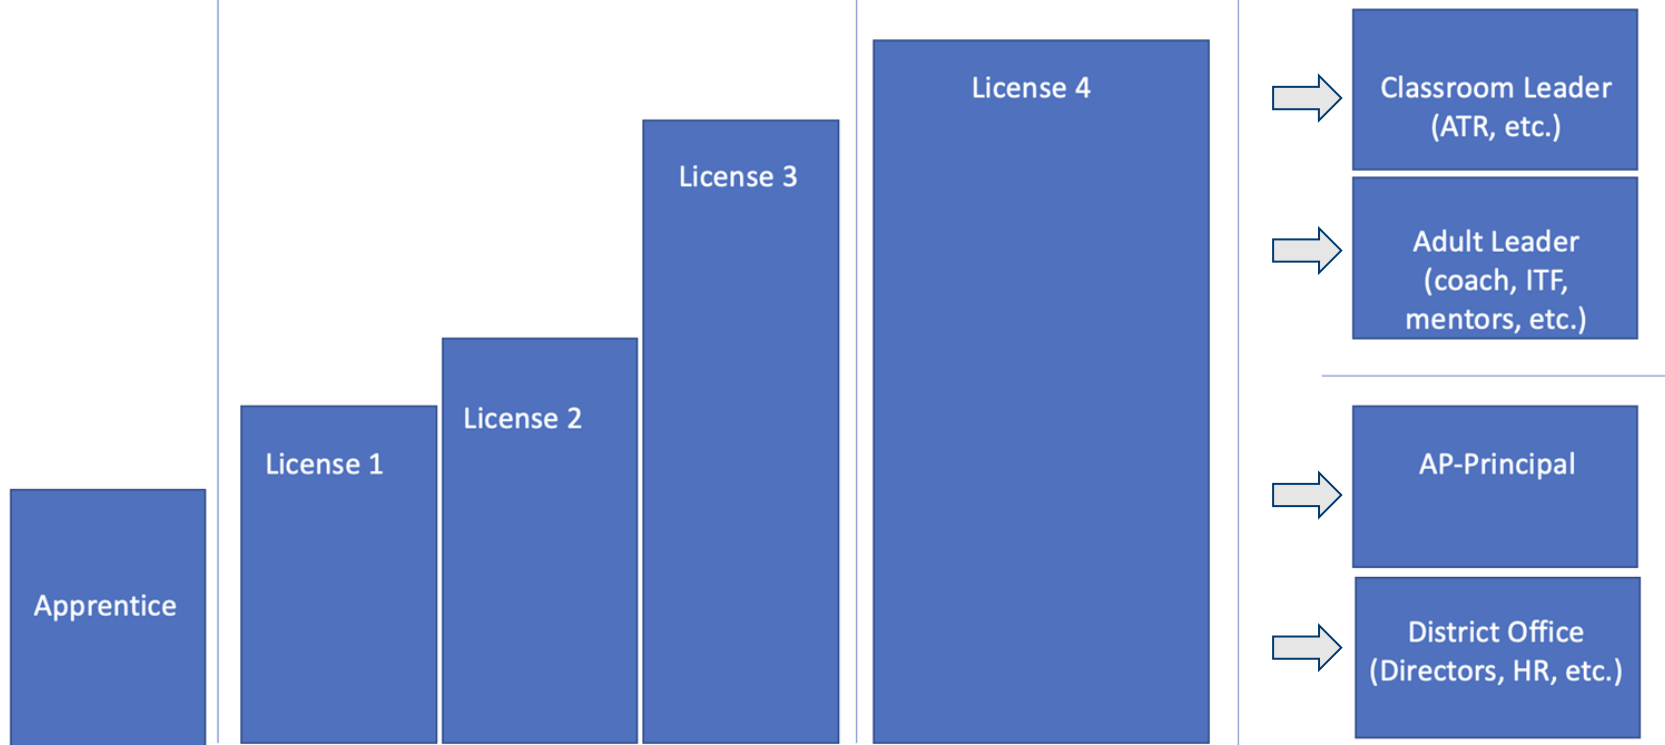 Apprentice
License 1
License 2
License 3
License 4
Classroom Leader
(ATR, etc.)
Adult Leader
(coach, ITF,
mentors, etc.)
AP-Principal
District Office
(Directors, HR, etc.)